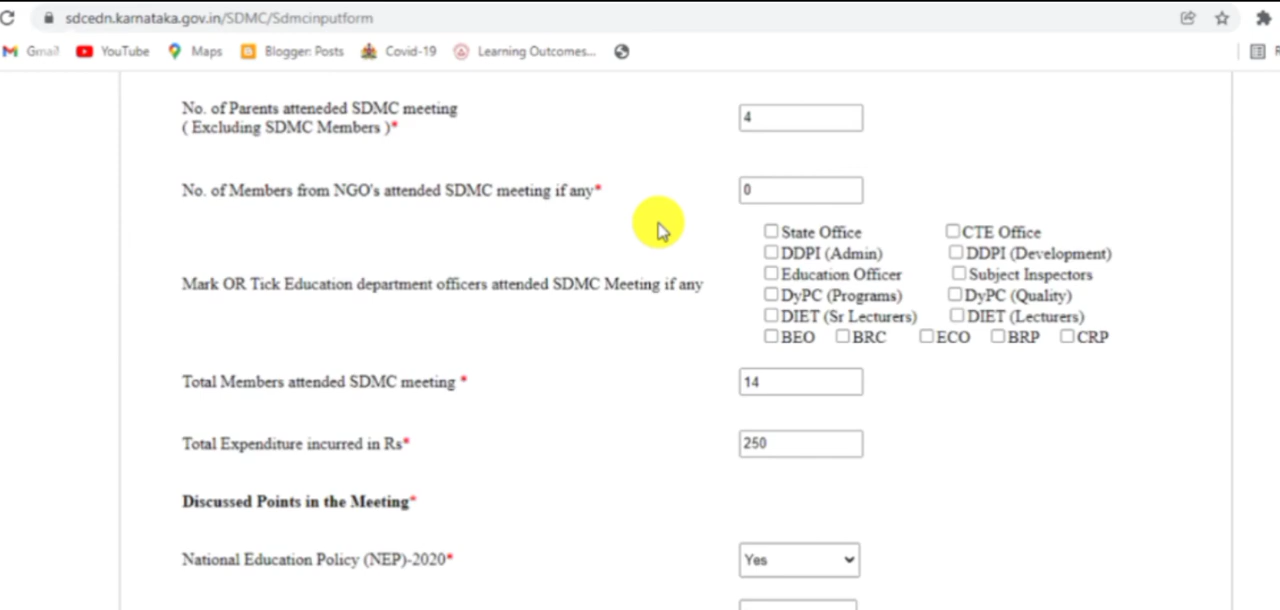 sdcedn.karnataka.gov.in/SDMC/Sdmcinputform
Gmail YouTube Maps Blogger: Posts Covid-19 Learning Outcomes...
No. of Parents atteneded SDMC meeting
( Excluding SDMC Members )*
4
No. of Members from NGO's attended SDMC meeting if any*
0
State Office CTE Office
DDPI (Admin) DDPI (Development)
Education Officer Subject Inspectors
Mark OR Tick Education department officers attended SDMC Meeting if any
DyPC (Programs) DyPC (Quality)
DIET (Sr Lecturers) DIET (Lecturers)
BEO BRC ECO BRP CRP
Total Members attended SDMC meeting *
14
Total Expenditure incurred in Rs*
250
Discussed Points in the Meeting*
National Education Policy (NEP)-2020*
Yes